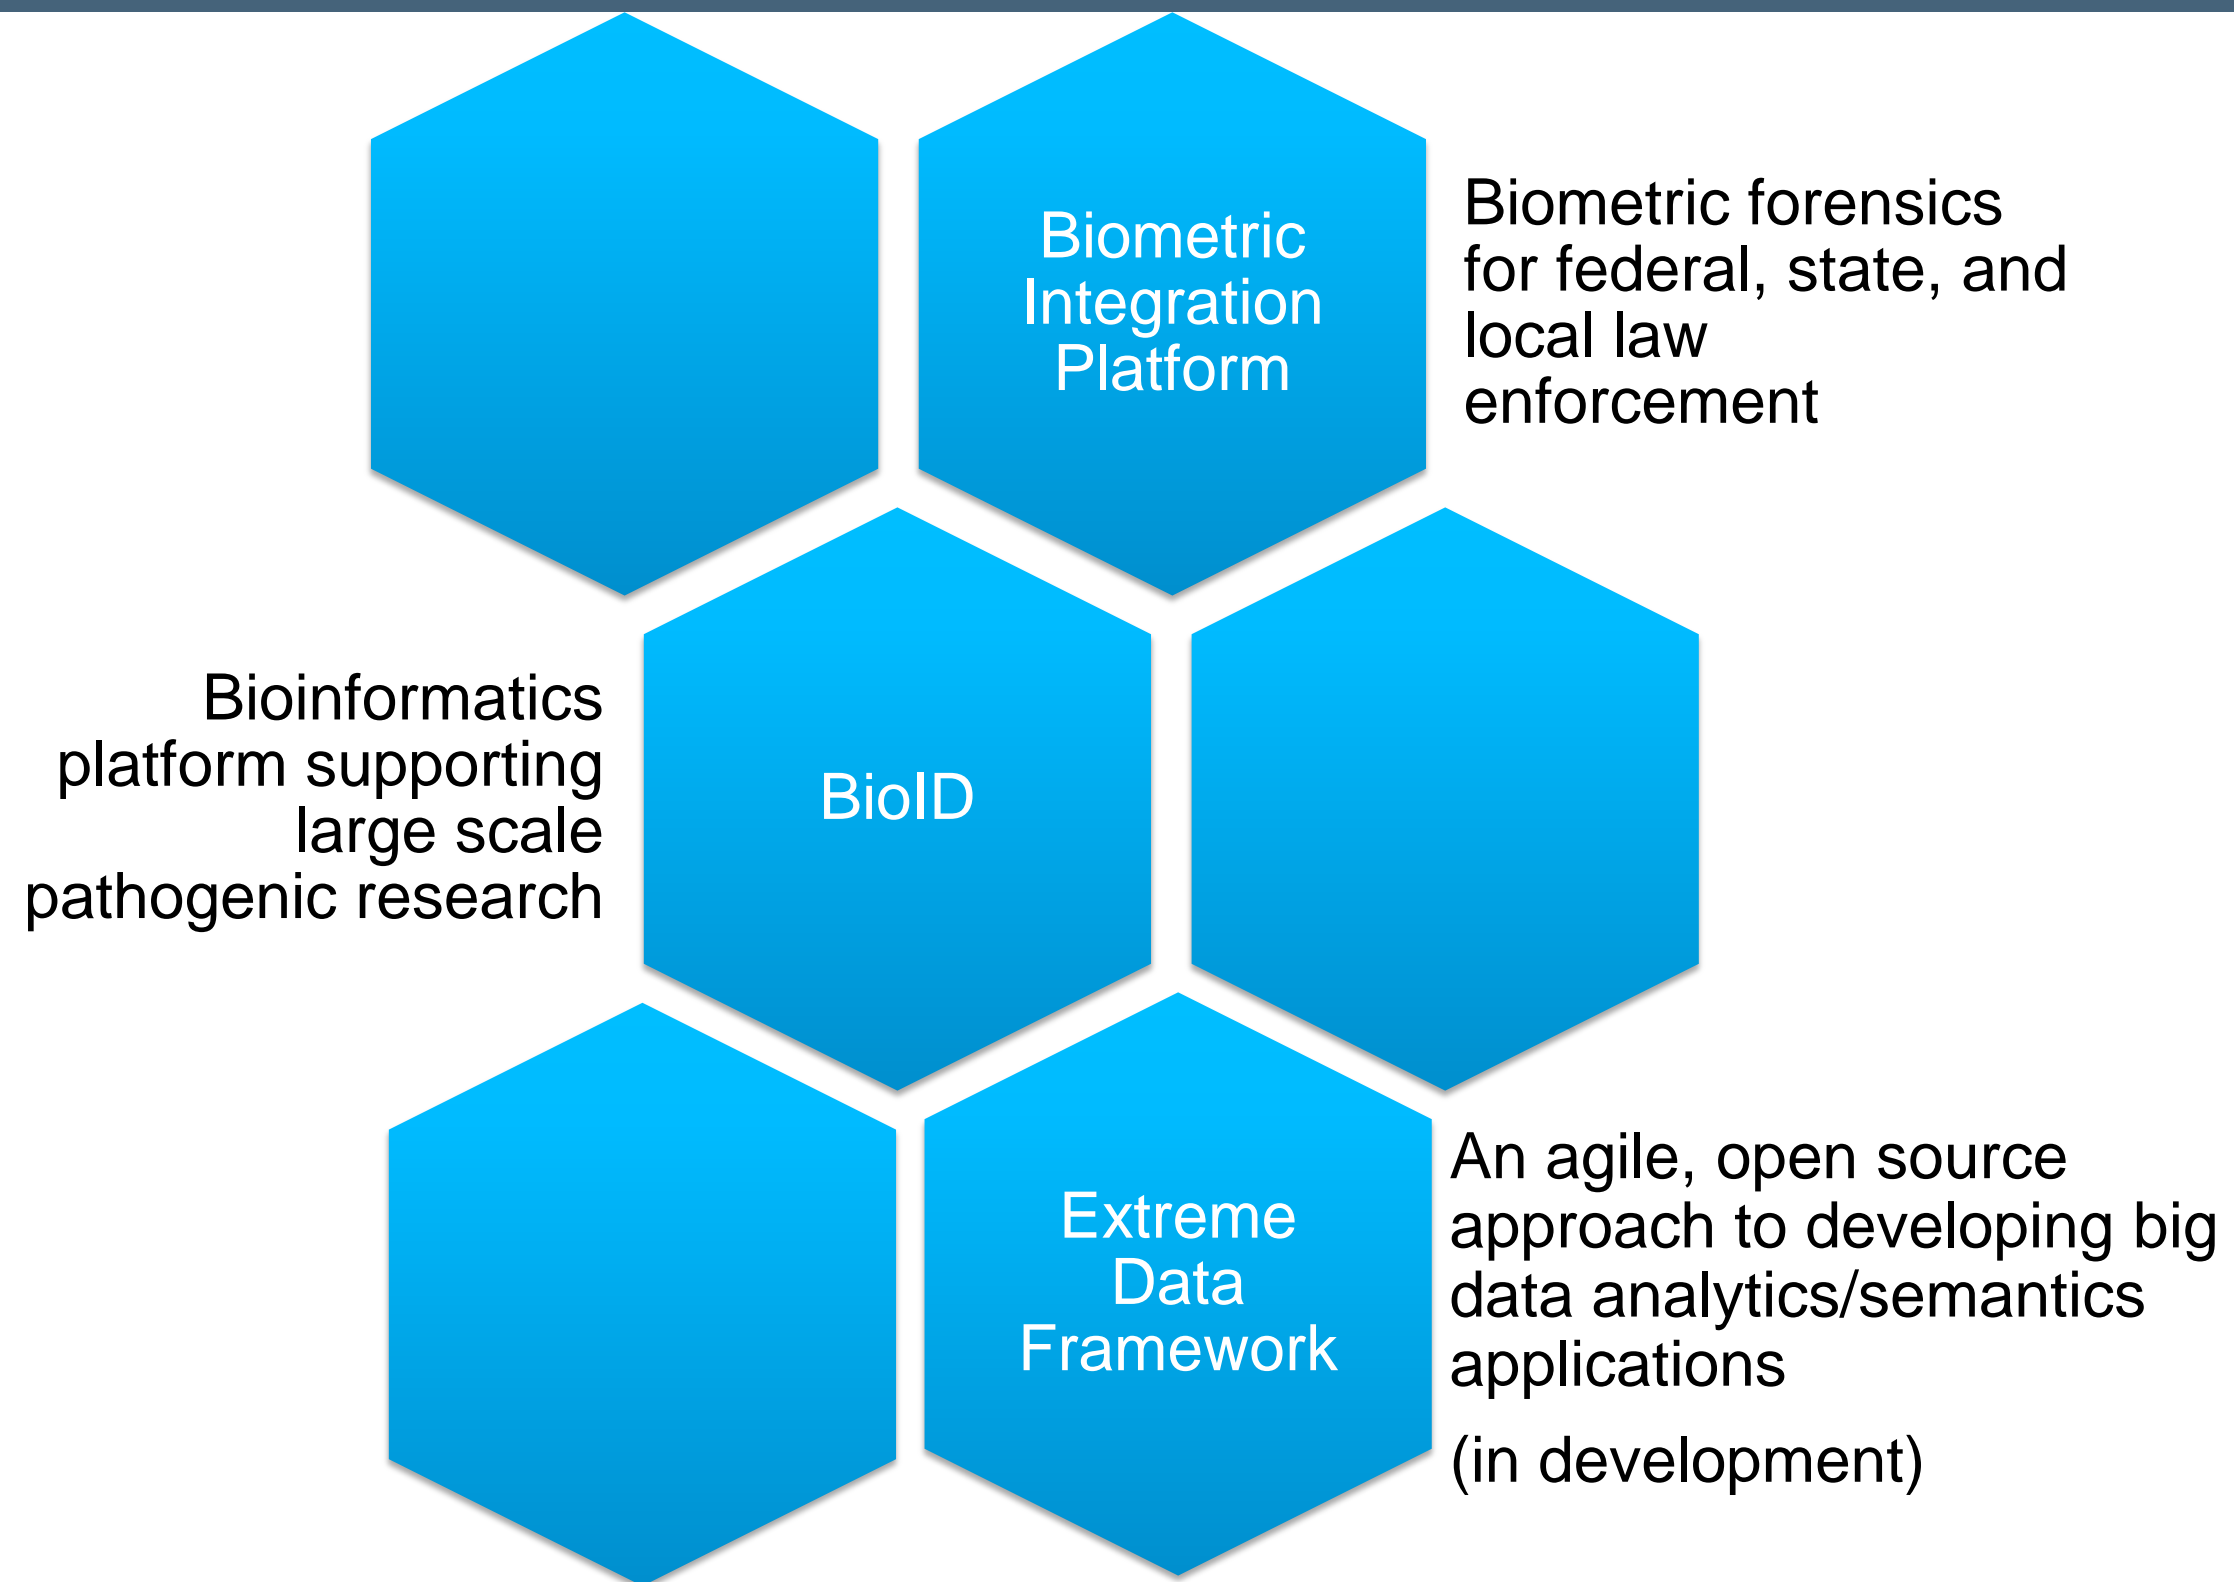 Biometric
Integration
Platform
Biometric forensics
for federal, state, and
local law
enforcement
Bioinformatics
platform supporting
large scale
pathogenic research
BioID
Extreme
Data
Framework
An agile, open source
approach to developing big
data analytics/semantics
applications
(in development)